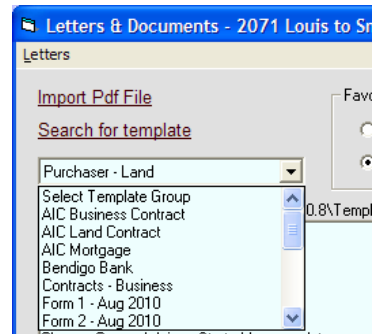 Letters & Documents - 2071 Louis to Sm
Letters
Import Pdf File
Favo
Search for template
Purchaser - Land
Select Template Group
0.8\Templ
AIC Business Contract
AIC Land Contract
AIC Mortgage
Bendigo Bank
Contracts - Business
Form 1 - Aug 2010
Form 2 - Aug 2010